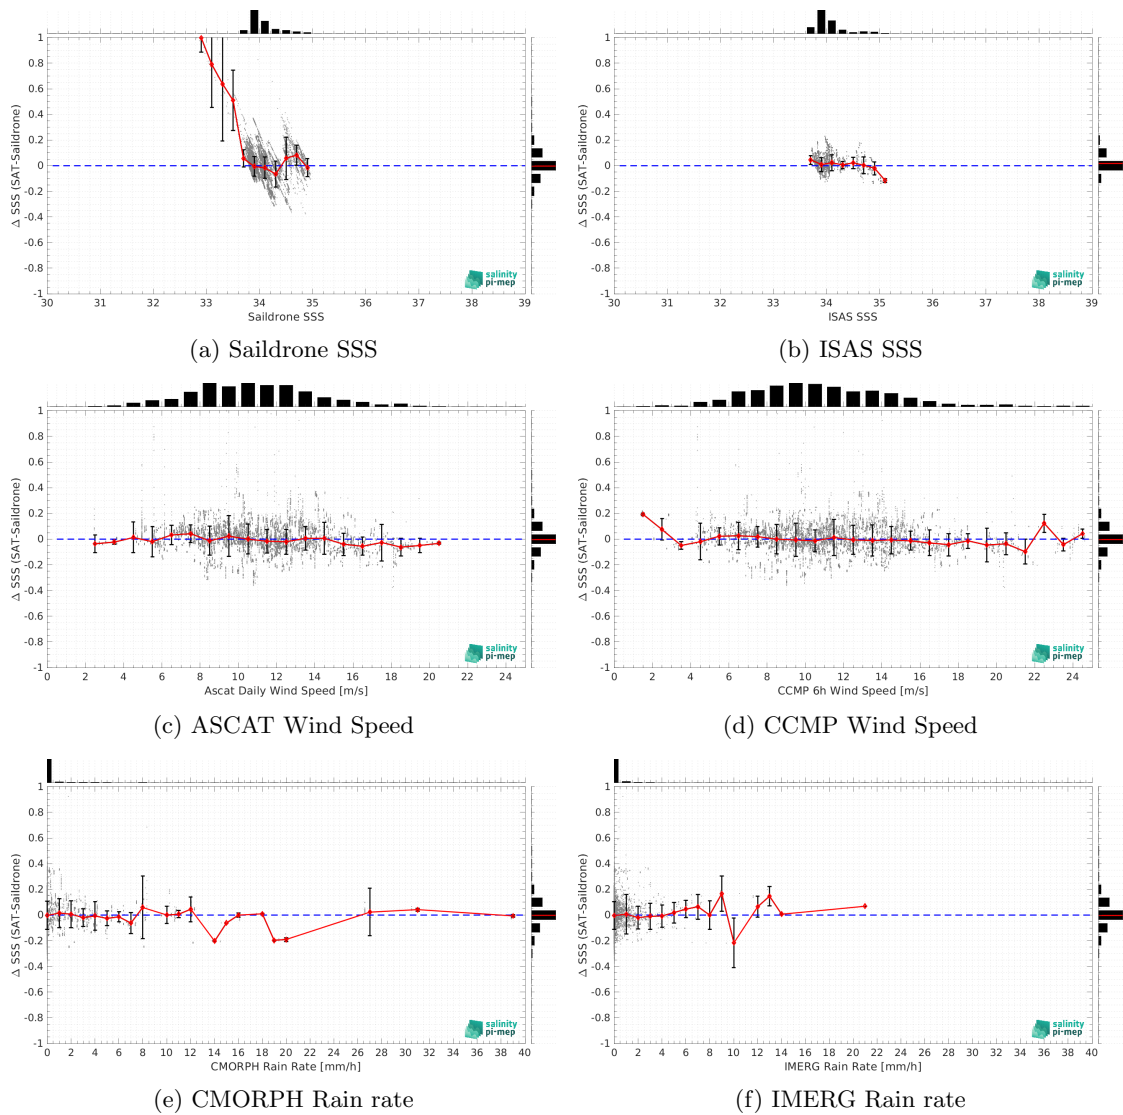 1
0.8
0.6
0.4
0.2
0
-0.2
-0.4
-0.6
-0.8
-1
Δ SSS (SAT-Saildrone)
30 31 32 33 34 35 36 37 38 39
Saildrone SSS
salinity
pi-mep
(a) Saildrone SSS
1
0.8
0.6
0.4
0.2
0
-0.2
-0.4
-0.6
-0.8
-1
Δ SSS (SAT-Saildrone)
30 31 32 33 34 35 36 37 38 39
ISAS SSS
salinity
pi-mep
(b) ISAS SSS
1
0.8
0.6
0.4
0.2
0
-0.2
-0.4
-0.6
-0.8
-1
Δ SSS (SAT-Saildrone)
0 2 4 6 8 10 12 14 16 18 20 22 24
Ascat Daily Wind Speed [m/s]
salinity
pi-mep
(c) ASCAT Wind Speed
1
0.8
0.6
0.4
0.2
0
-0.2
-0.4
-0.6
-0.8
-1
Δ SSS (SAT-Saildrone)
0 2 4 6 8 10 12 14 16 18 20 22 24
CCMP 6h Wind Speed [m/s]
salinity
pi-mep
(d) CCMP Wind Speed
1
0.8
0.6
0.4
0.2
0
-0.2
-0.4
-0.6
-0.8
-1
Δ SSS (SAT-Saildrone)
0 2 4 6 8 10 12 14 16 18 20 22 24 26 28 30 32 34 36 38 40
CMORPH Rain Rate [mm/h]
salinity
pi-mep
(e) CMORPH Rain rate
1
0.8
0.6
0.4
0.2
0
-0.2
-0.4
-0.6
-0.8
-1
Δ SSS (SAT-Saildrone)
0 2 4 6 8 10 12 14 16 18 20 22 24 26 28 30 32 34 36 38 40
IMERG Rain Rate [mm/h]
salinity
pi-mep
(f) IMERG Rain rate